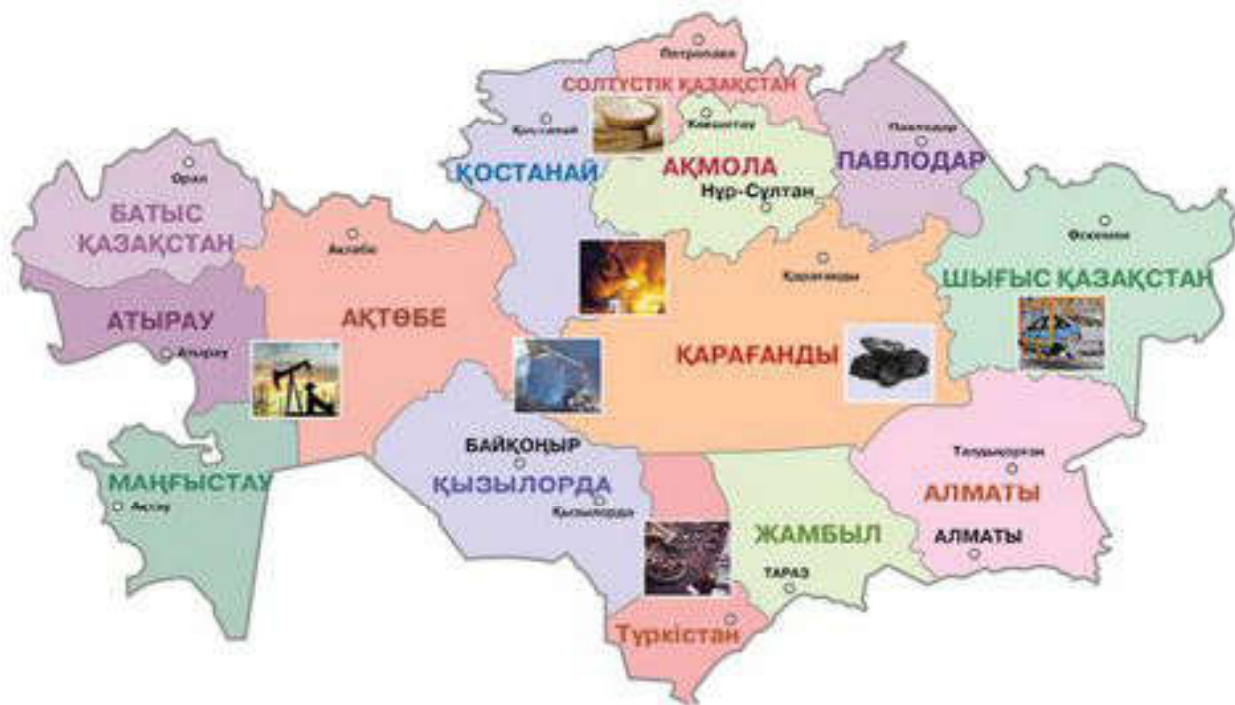 Петропавл
СОЛТҮСТІК ҚАЗАҚСТАН
Көкшетау
Қостанай
Павлодар
ҚОСТАНАЙ
АҚМОЛА
ПАВЛОДАР
Нұр-Сұлтан
Орал
БАТЫС
ҚАЗАҚСТАН
Ақтөбе
Өскемен
Қарағанды
ШЫҒЫС ҚАЗАҚСТАН
АТЫРАУ
Атырау
АҚТӨБЕ
ҚАРАҒАНДЫ
БАЙҚОҢЫР
ҚЫЗЫЛОРДА
Қызылорда
МАҢҒЫСТАУ
Ақтау
Талдықорған
АЛМАТЫ
АЛМАТЫ
ЖАМБЫЛ
ТАРАЗ
Түркістан